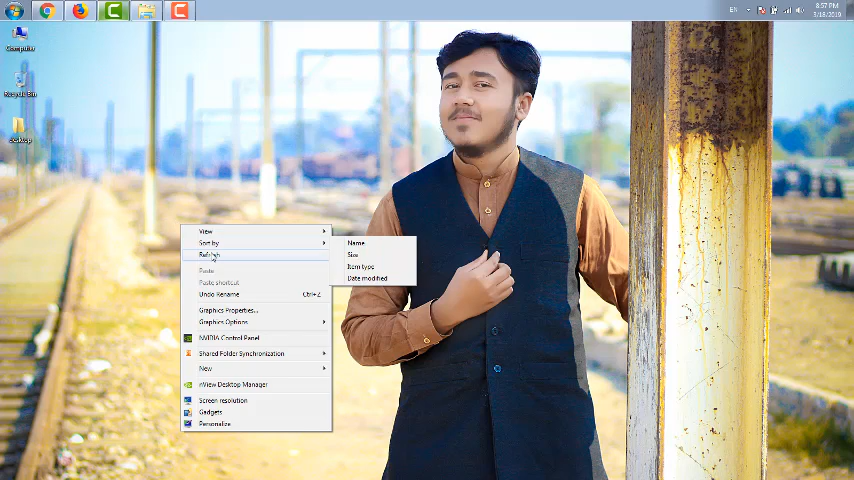 EN
8:57 PM
3/18/2019
Computer
Recycle Bin
Desktop
View
Sort by
Refresh
Paste
Paste shortcut
Undo Rename Ctrl+Z
Graphics Properties...
Graphics Options
NVIDIA Control Panel
Shared Folder Synchronization
New
nView Desktop Manager
Screen resolution
Gadgets
Personalize
Name
Size
Item type
Date modified